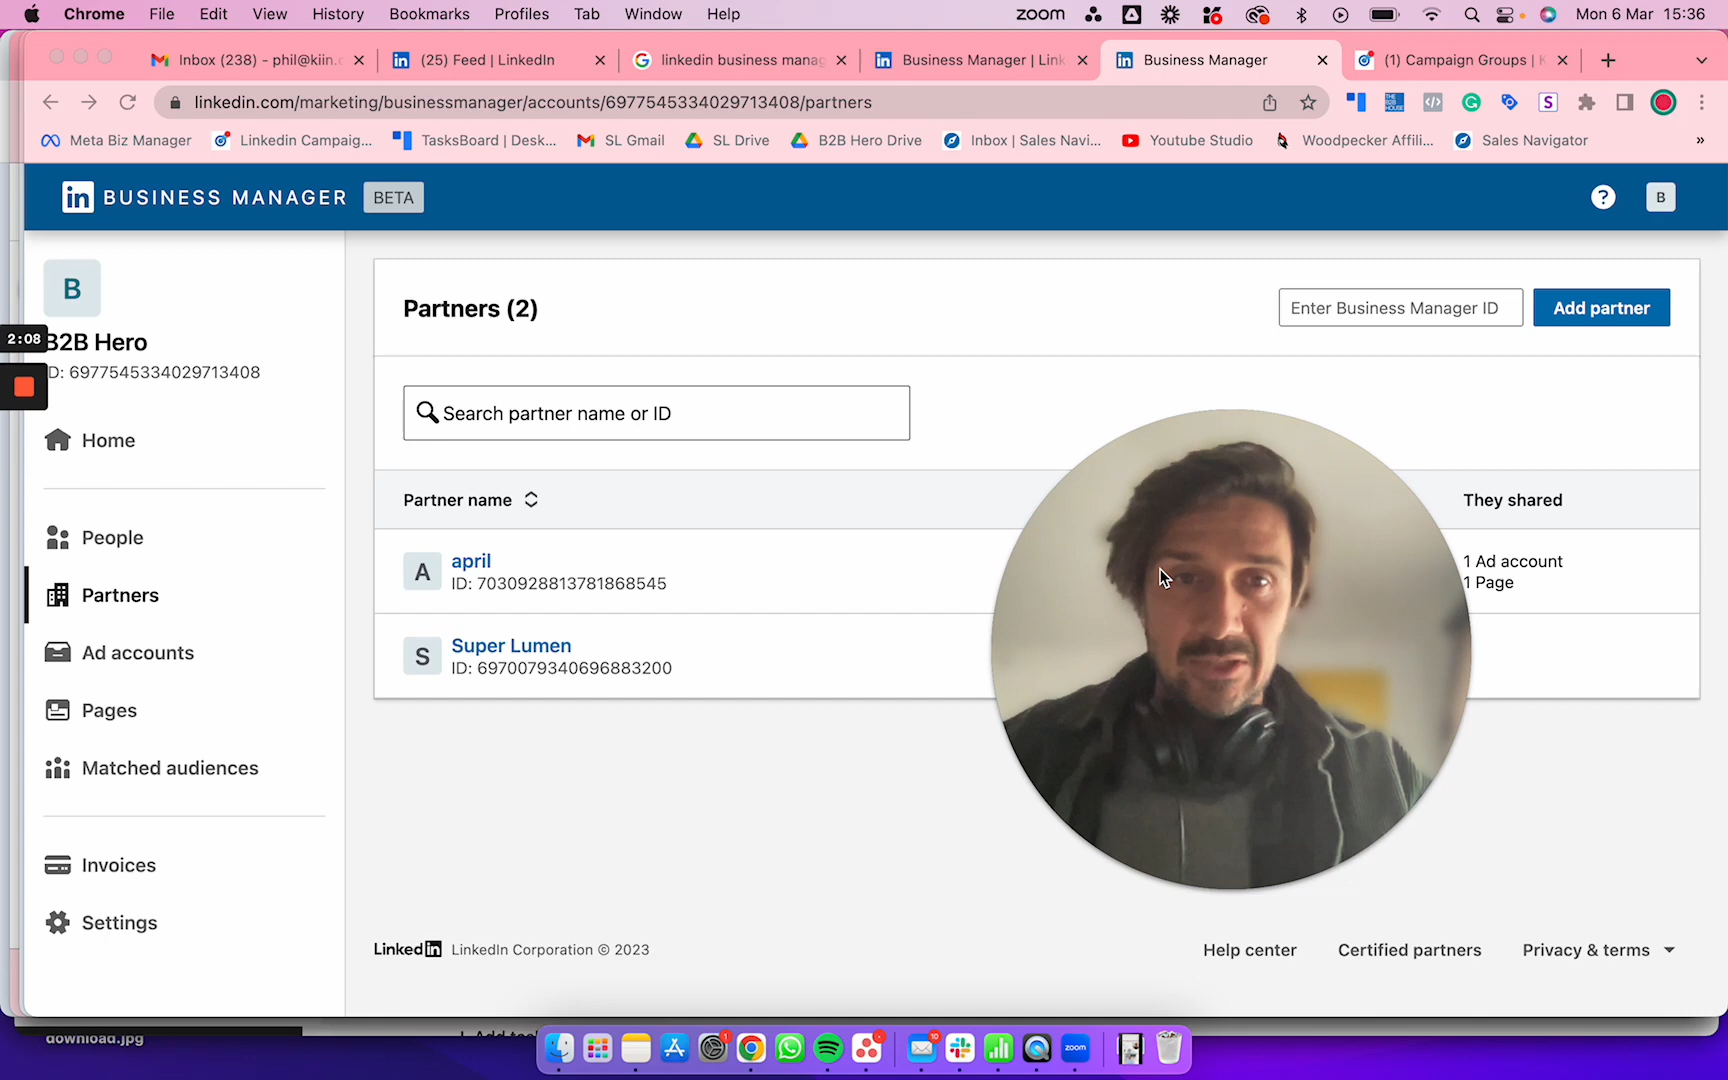 Chrome File Edit View History Bookmarks Profiles Tab Window Help
zoom
Mon 6 Mar 15:36
Inbox (238) - phil@kiin.c
(25) Feed | LinkedIn
linkedin business manag
Business Manager | Link
Business Manager
(1) Campaign Groups | K
linkedin.com/marketing/businessmanager/accounts/6977545334029713408/partners
Meta Biz Manager
Linkedin Campaig...
TasksBoard | Desk...
SL Gmail
SL Drive
B2B Hero Drive
Inbox | Sales Navi...
Youtube Studio
Woodpecker Affili...
Sales Navigator
»
in BUSINESS MANAGER BETA
?
B
B
2:08
B2B Hero
ID: 6977545334029713408
Home
People
Partners
Ad accounts
Pages
Matched audiences
Invoices
Settings
Partners (2)
Enter Business Manager ID
Add partner
Search partner name or ID
Partner name
They shared
A
april
ID: 7030928813781868545
1 Ad account
1 Page
S
Super Lumen
ID: 6970079340696883200
LinkedIn LinkedIn Corporation © 2023
Help center
Certified partners
Privacy & terms
download.jpg
1
10
zoom